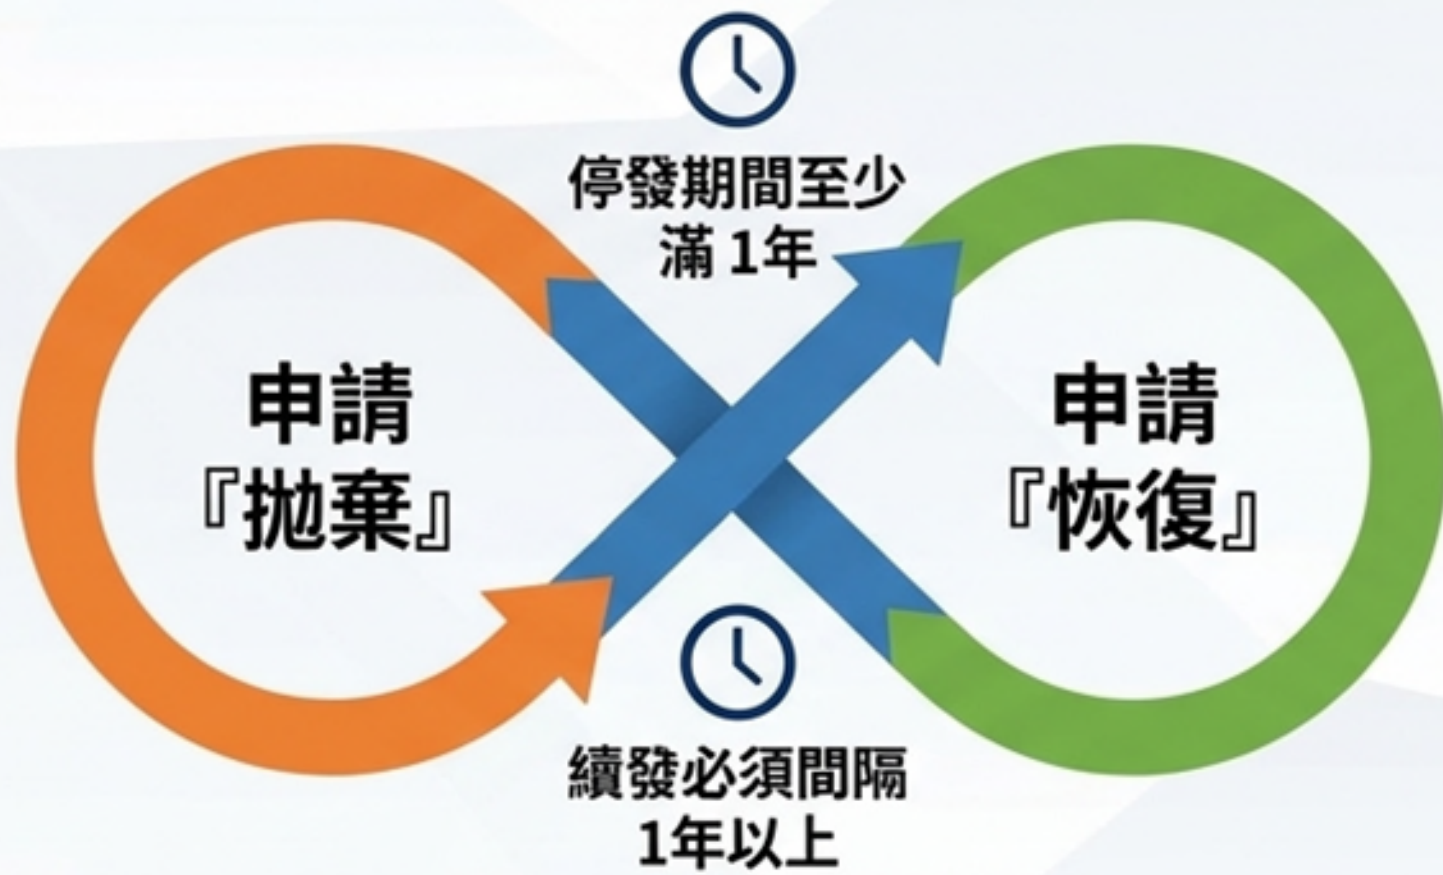 停發期間至少
滿 1年
申請
『拋棄』
申請
『恢復』
續發必須間隔
1年以上